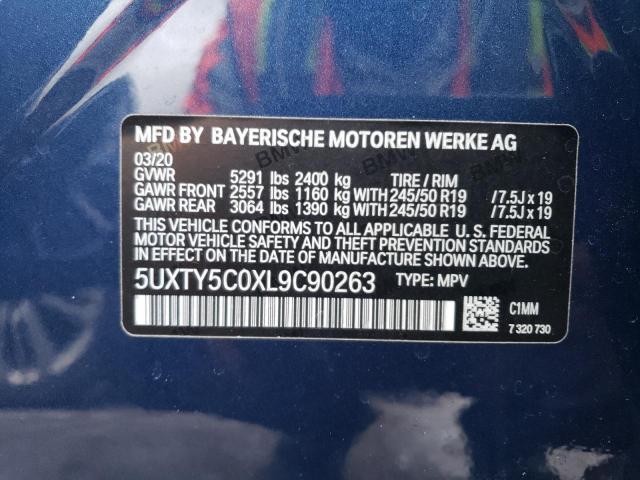 MFD BY BAYERISCHE MOTOREN WERKE AG
03/20
GVWR 5291 lbs 2400 kg TIRE / RIM
GAWR FRONT 2557 lbs 1160 kg WITH 245/50 R19 /7.5J x 19
GAWR REAR 3064 lbs 1390 kg WITH 245/50 R19 /7.5J x 19
THIS VEHICLE CONFORMS TO ALL APPLICABLE U. S. FEDERAL
MOTOR VEHICLE SAFETY AND THEFT PREVENTION STANDARDS
IN EFFECT ON THE DATE OF MANUFACTURE SHOWN ABOVE.
5UXTY5C0XL9C90263 TYPE: MPV
C1MM
7 320 730